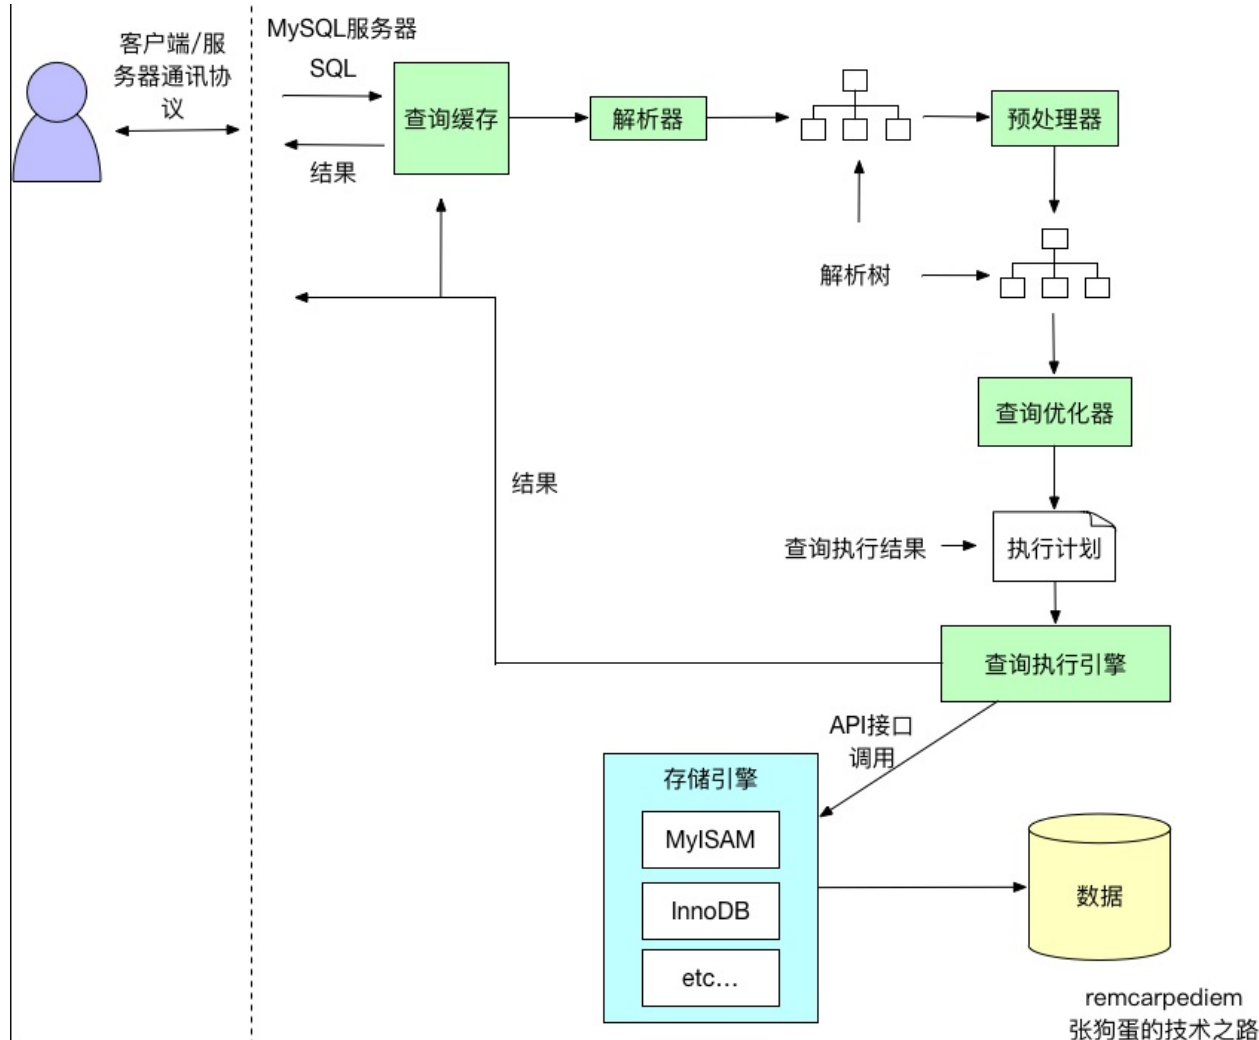 MySQL服务器
客户端/服
务器通讯协
议
SQL
结果
查询缓存
解析器
预处理器
解析树
查询优化器
结果
查询执行结果
执行计划
查询执行引擎
API接口
调用
存储引擎
MyISAM
InnoDB
etc...
数据
remcarpediem
张狗蛋的技术之路